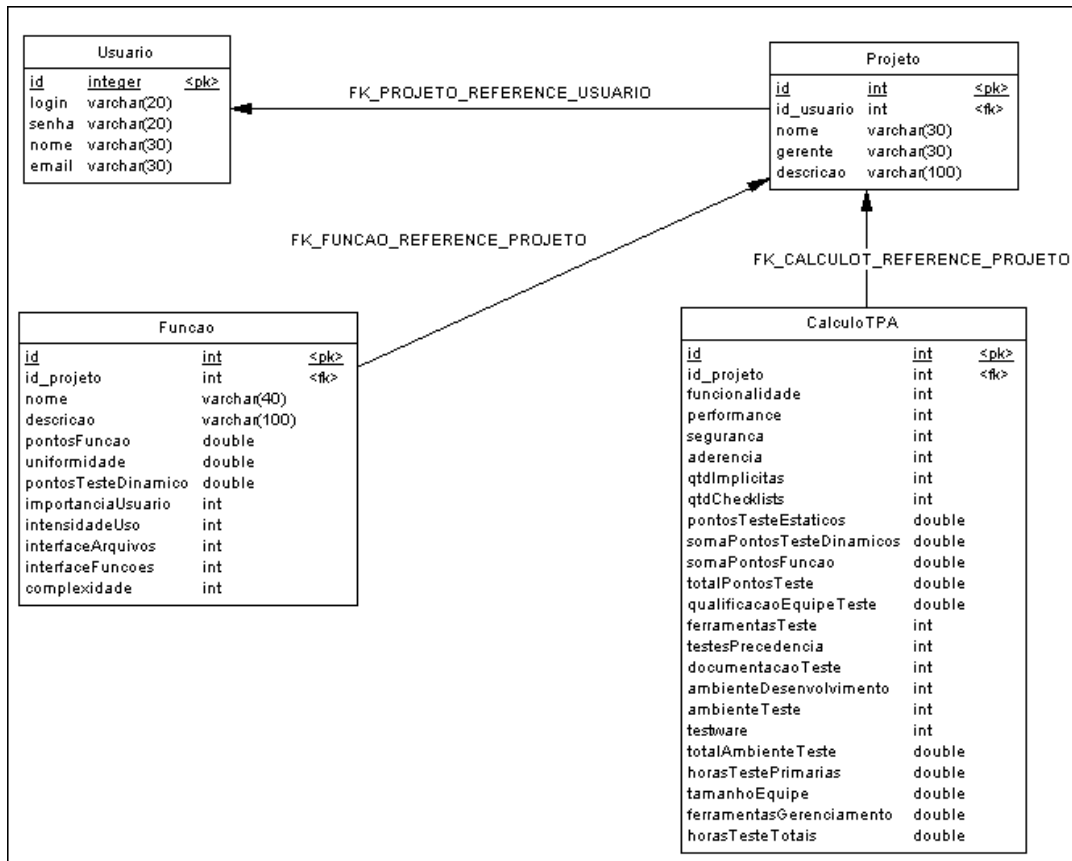 Usuario
id integer <pk>
login varchar(20)
senha varchar(20)
nome varchar(30)
email varchar(30)
FK_PROJETO_REFERENCE_USUARIO
Projeto
id int <pk>
id_usuario int <fk>
nome varchar(30)
gerente varchar(30)
descricao varchar(100)
FK_FUNCAO_REFERENCE_PROJETO
FK_CALCULOT_REFERENCE_PROJETO
Funcao
id int <pk>
id_projeto int <fk>
nome varchar(40)
descricao varchar(100)
pontosFuncao double
uniformidade double
pontosTesteDinamico double
importanciaUsuario int
intensidadeUso int
interfaceArquivos int
interfaceFuncoes int
complexidade int
CalculoTPA
id int <pk>
id_projeto int <fk>
funcionalidade int
performance int
seguranca int
aderencia int
qtdImplicitas int
qtdChecklists int
pontosTesteEstaticos double
somaPontosTesteDinamicos double
somaPontosFuncao double
totalPontosTeste double
qualificacaoEquipeTeste double
ferramentasTeste int
testesPrecedencia int
documentacaoTeste int
ambienteDesenvolvimento int
ambienteTeste int
testware int
totalAmbienteTeste double
horasTestePrimarias double
tamanhoEquipe double
ferramentasGerenciamento double
horasTesteTotais double